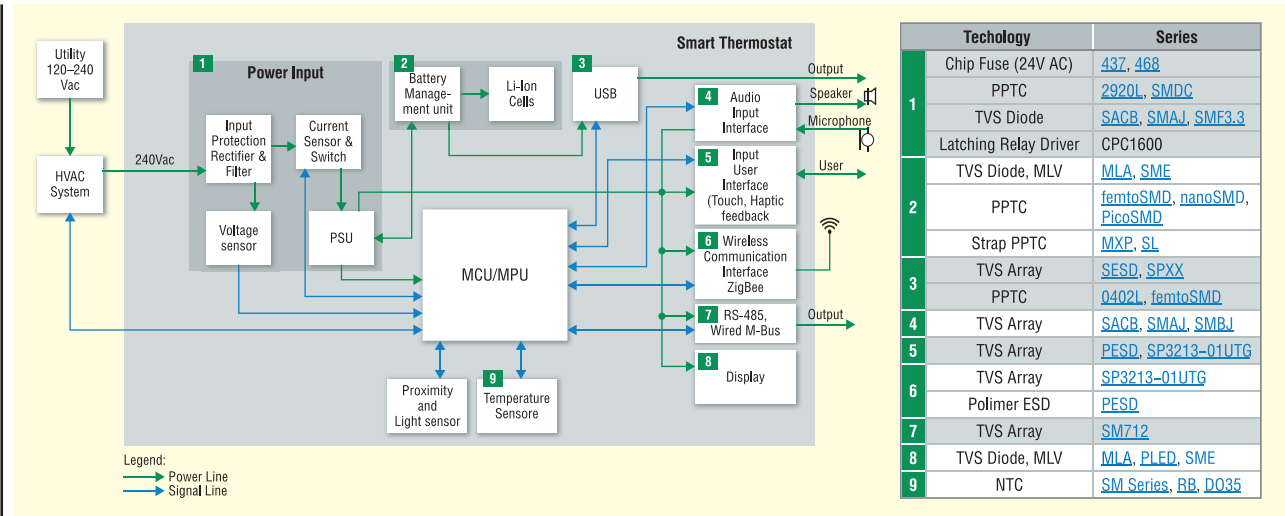 Smart Thermostat
Utility
120–240
Vac
HVAC
System
240Vac
1
Power Input
Input
Protection
Rectifier &
Filter
Current
Sensor &
Switch
Voltage
sensor
PSU
2
Battery
Manage-
ment unit
Li-Ion
Cells
3
USB
Output
4
Audio
Input
Interface
Speaker
Microphone
5
Input
User
Interface
(Touch, Haptic
feedback
User
6
Wireless
Communication
Interface
ZigBee
7
RS-485,
Wired M-Bus
Output
8
Display
MCU/MPU
Proximity
and
Light sensor
9
Temperature
Sensore
Legend:
Power Line
Signal Line
Techology Series
1
Chip Fuse (24V AC) 437, 468
PPTC 2920L, SMDC
TVS Diode SACB, SMAJ, SMF3.3
Latching Relay Driver CPC1600
2
TVS Diode, MLV MLA, SME
PPTC femtoSMD, nanoSMD,
PicoSMD
Strap PPTC MXP, SL
3
TVS Array SESD, SPXX
PPTC 0402L, femtoSMD
4 TVS Array SACB, SMAJ, SMBJ
5 TVS Array PESD, SP3213–01UTG
6
TVS Array SP3213–01UTG
Polimer ESD PESD
7 TVS Array SM712
8 TVS Diode, MLV MLA, PLED, SME
9 NTC SM Series, RB, DO35